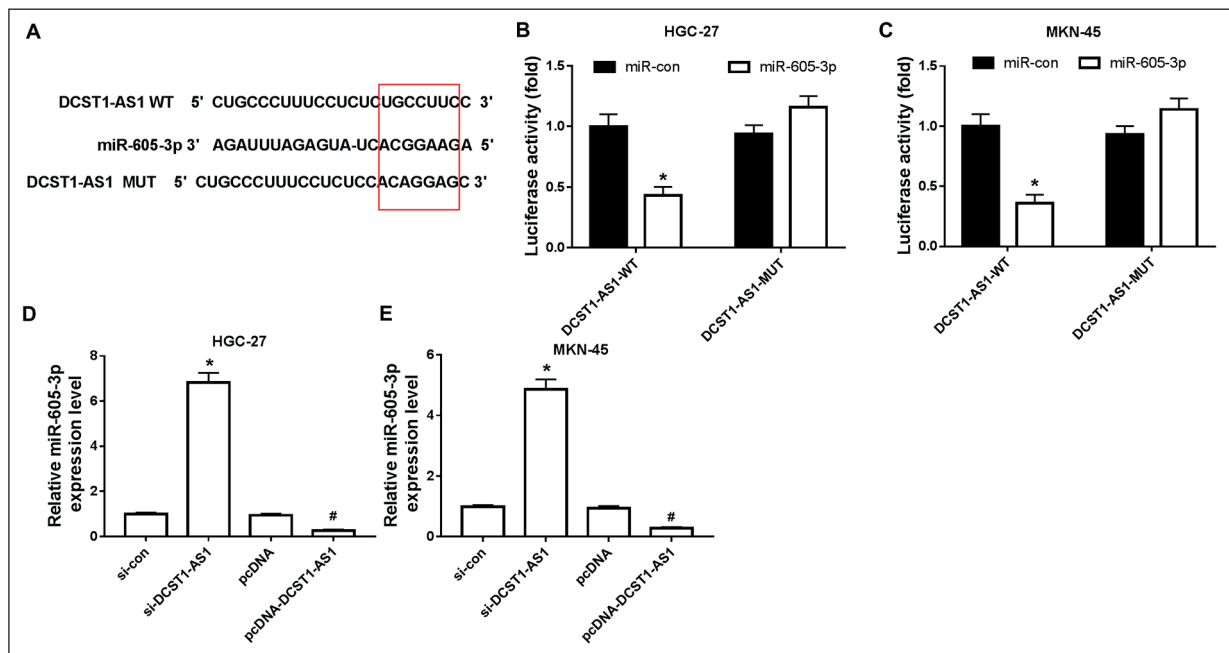 A
DCST1-AS1 WT 5' CUGCCCUUUCCUCUCUGCCUUCC 3'
miR-605-3p 3' AGAUUUAGAGUA-UCACGGAAGA 5'
DCST1-AS1 MUT 5' CUGCCCUUUCCUCUCCACAGGAGC 3'
B
HGC-27
miR-con
miR-605-3p
Luciferase activity (fold)
1.5
1.0
0.5
0.0
*
DCST1-AS1-WT
DCST1-AS1-MUT
C
MKN-45
miR-con
miR-605-3p
Luciferase activity (fold)
1.5
1.0
0.5
0.0
*
DCST1-AS1-WT
DCST1-AS1-MUT
D
HGC-27
Relative miR-605-3p
expression level
8
6
4
2
0
*
#
si-con
si-DCST1-AS1
pcDNA
pcDNA-DCST1-AS1
E
MKN-45
Relative miR-605-3p
expression level
6
4
2
0
*
#
si-con
si-DCST1-AS1
pcDNA
pcDNA-DCST1-AS1